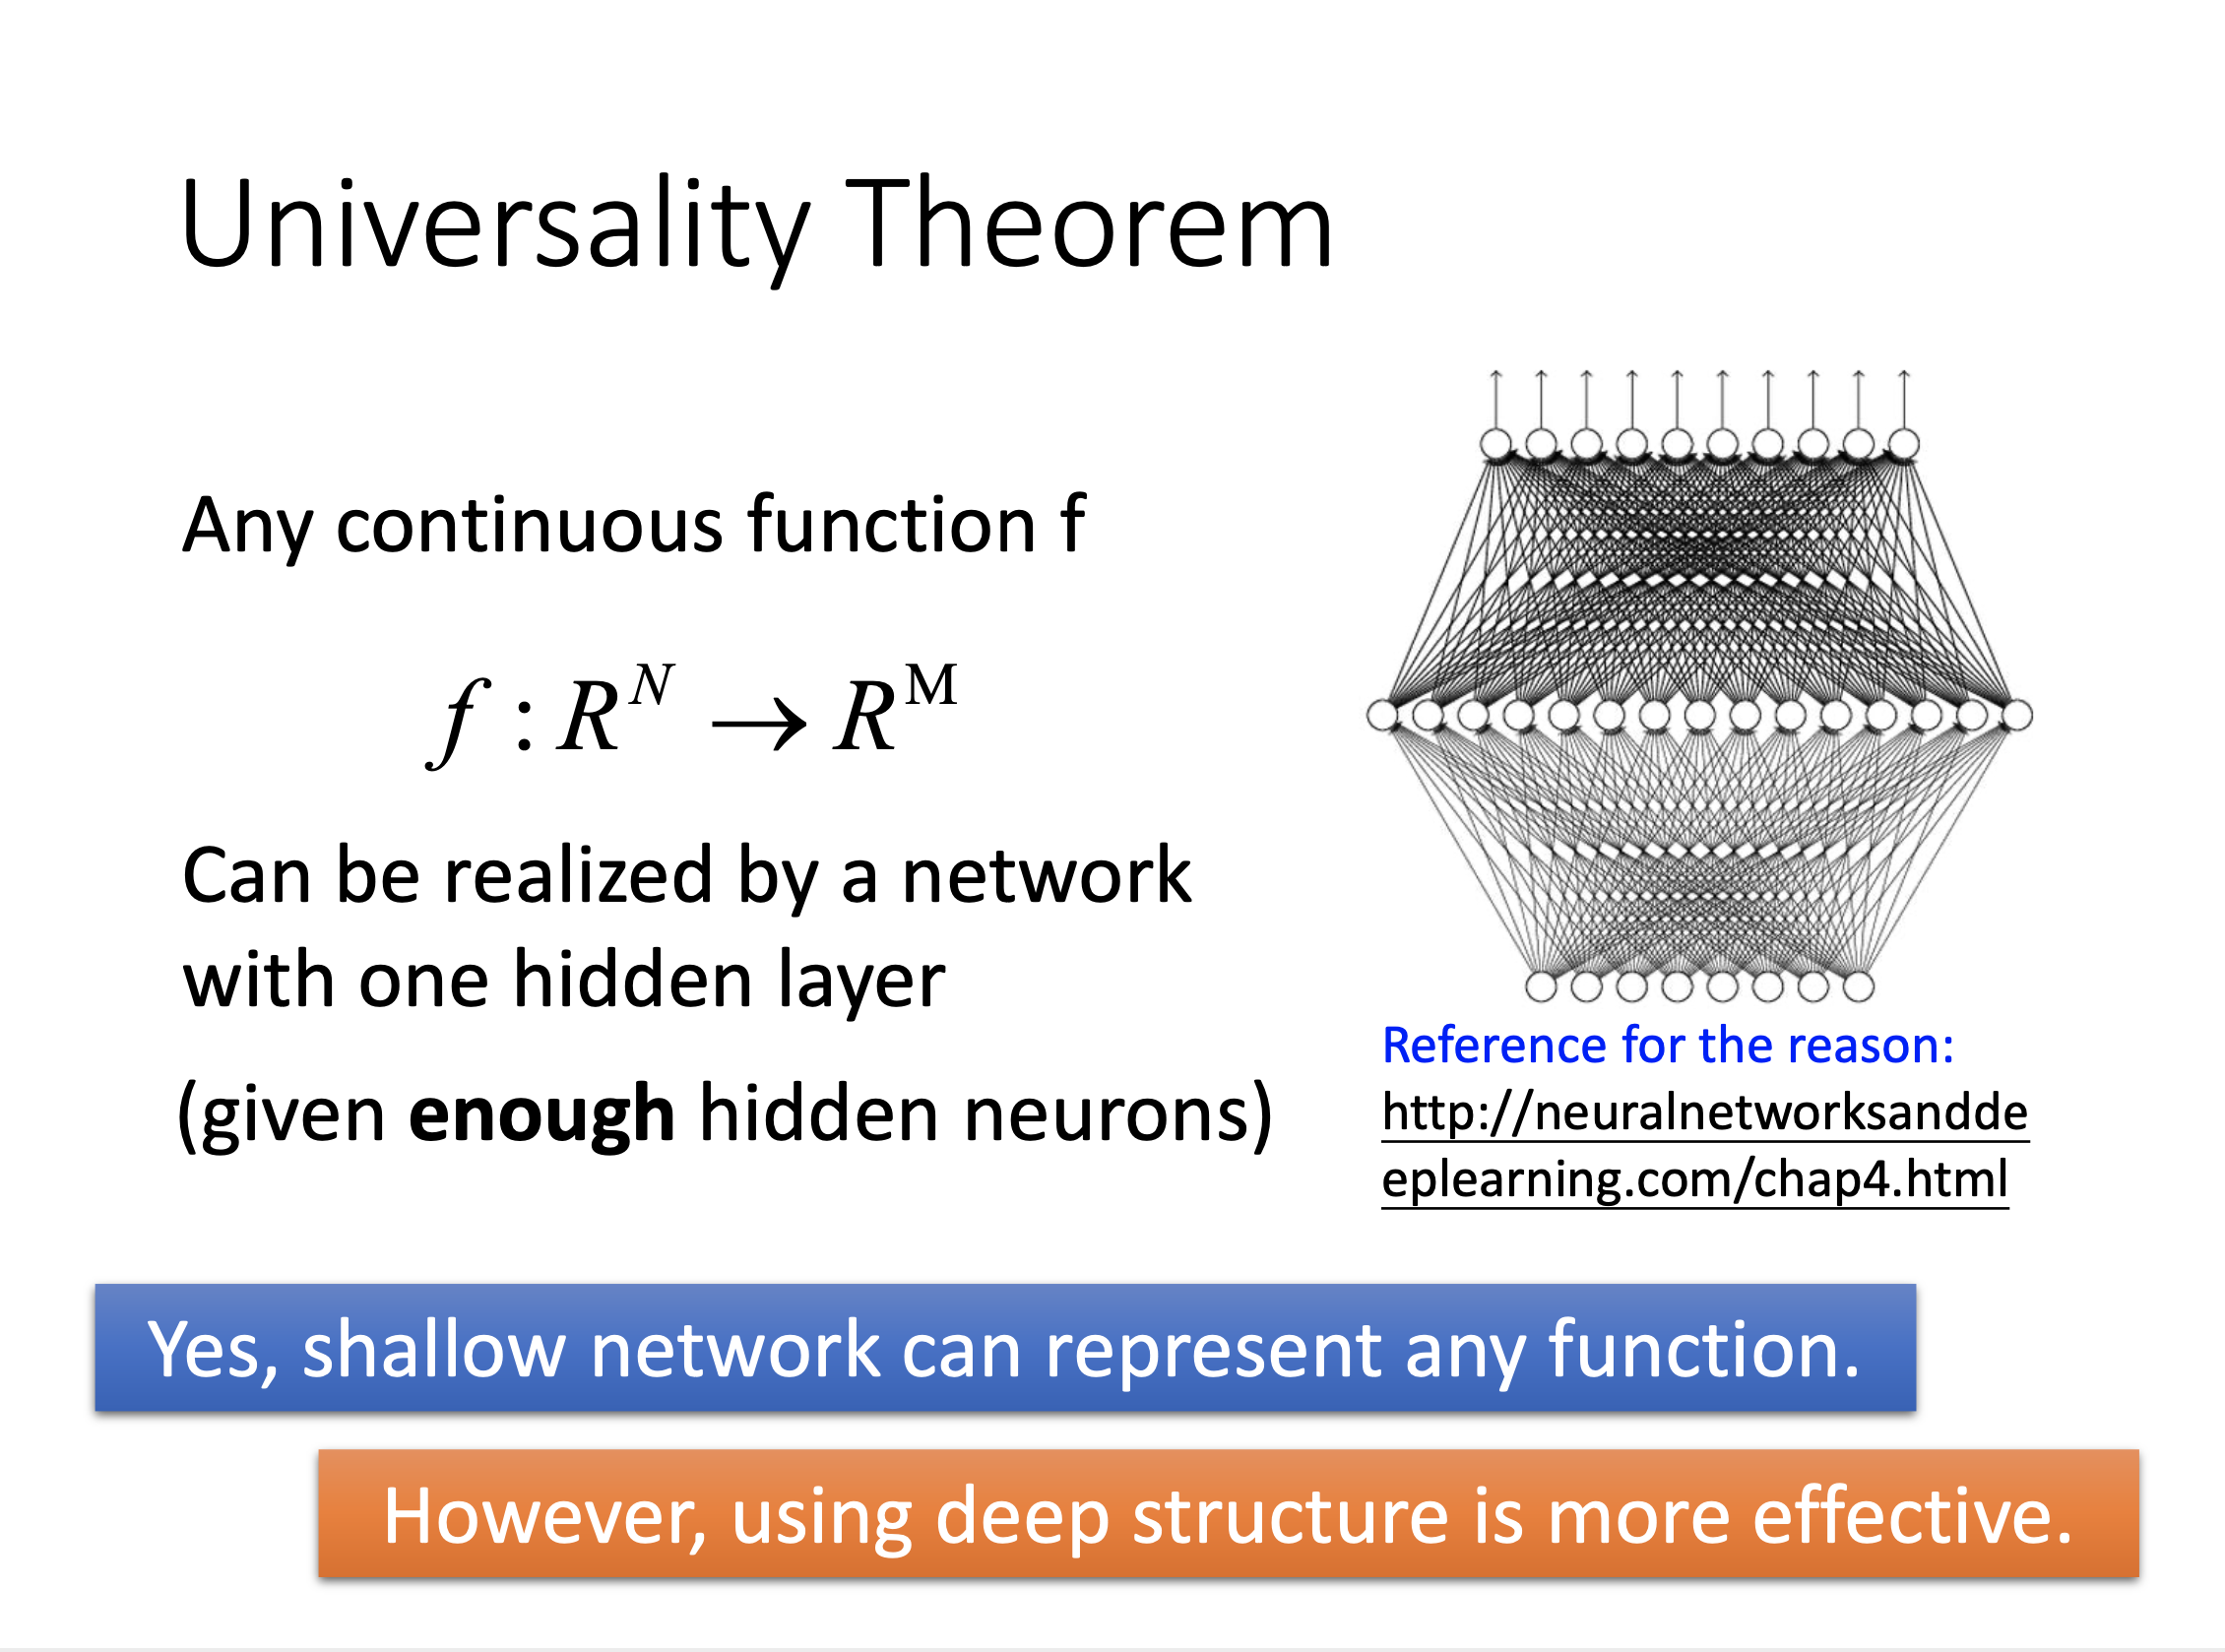 Universality Theorem
Any continuous function f
f : R^N → R^M
Can be realized by a network
with one hidden layer
(given enough hidden neurons)
Reference for the reason:
http://neuralnetworksandde
eplearning.com/chap4.html
Yes, shallow network can represent any function.
However, using deep structure is more effective.